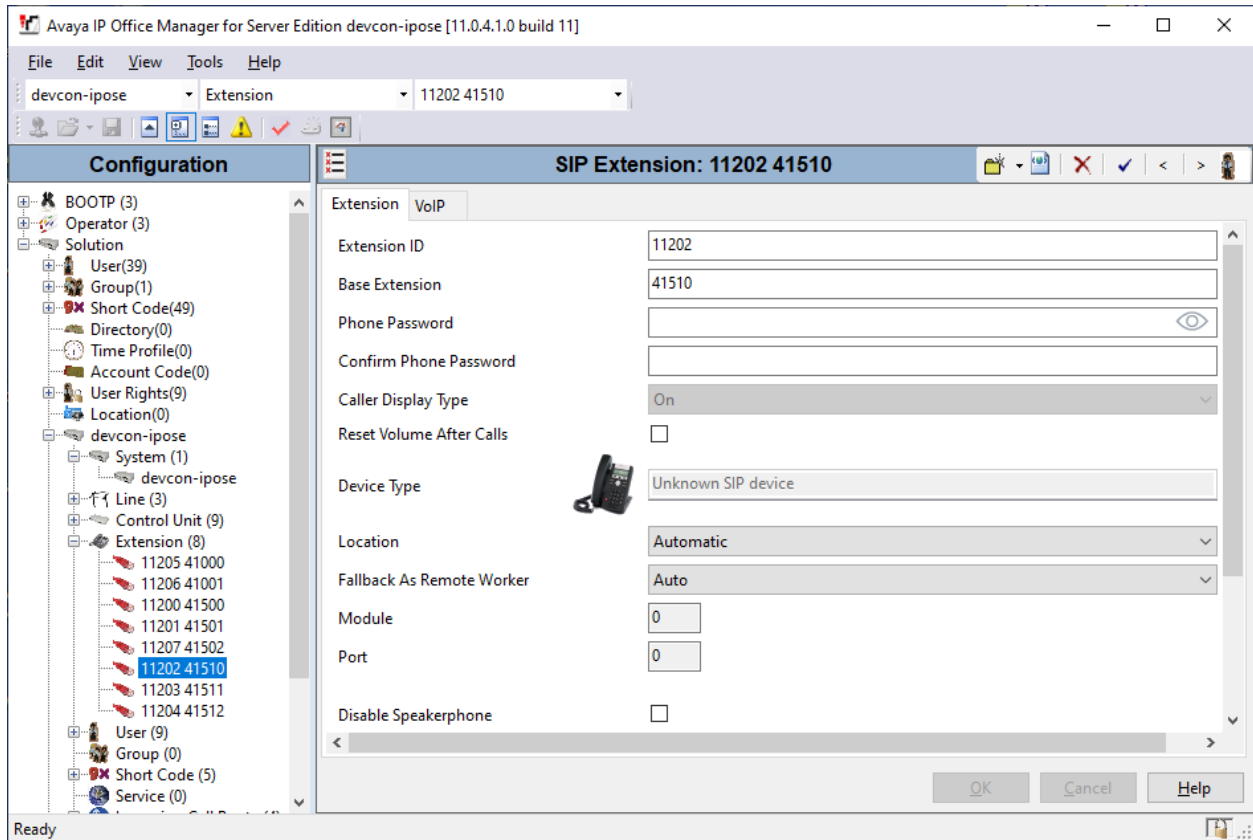 Avaya IP Office Manager for Server Edition devcon-ipose [11.0.4.1.0 build 11]
File Edit View Tools Help
devcon-ipose Extension 11202 41510
Configuration
SIP Extension: 11202 41510
BOOTP (3)
Operator (3)
Solution
User(39)
Group(1)
Short Code(49)
Directory(0)
Time Profile(0)
Account Code(0)
User Rights(9)
Location(0)
devcon-ipose
System (1)
devcon-ipose
Line (3)
Control Unit (9)
Extension (8)
11205 41000
11206 41001
11200 41500
11201 41501
11207 41502
11202 41510
11203 41511
11204 41512
User (9)
Group (0)
Short Code (5)
Service (0)
Extension VoIP
Extension ID 11202
Base Extension 41510
Phone Password
Confirm Phone Password
Caller Display Type On
Reset Volume After Calls
Device Type Unknown SIP device
Location Automatic
Fallback As Remote Worker Auto
Module 0
Port 0
Disable Speakerphone
OK Cancel Help
Ready